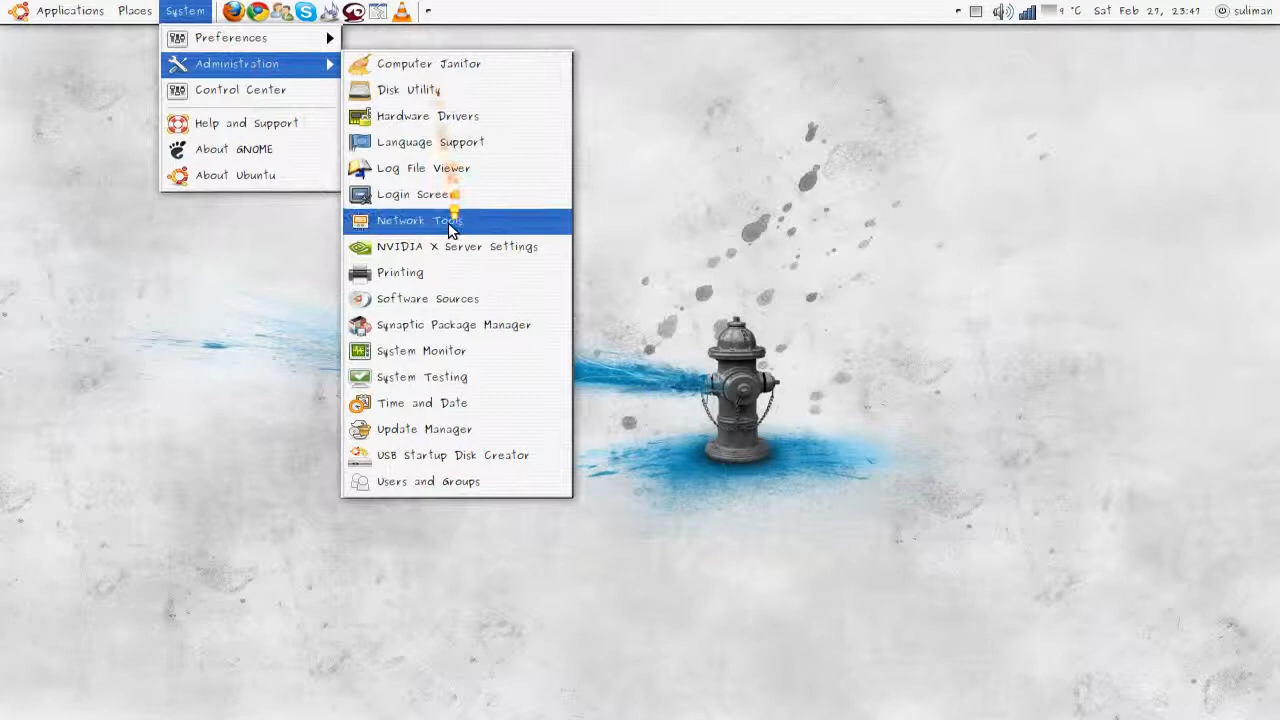 Applications Places System 9 °C Sat Feb 27, 23:47 suliman
Preferences
Administration
Control Center
Help and Support
About GNOME
About Ubuntu
Computer Janitor
Disk Utility
Hardware Drivers
Language Support
Log File Viewer
Login Screen
Network Tools
NVIDIA X Server Settings
Printing
Software Sources
Synaptic Package Manager
System Monitor
System Testing
Time and Date
Update Manager
USB Startup Disk Creator
Users and Groups